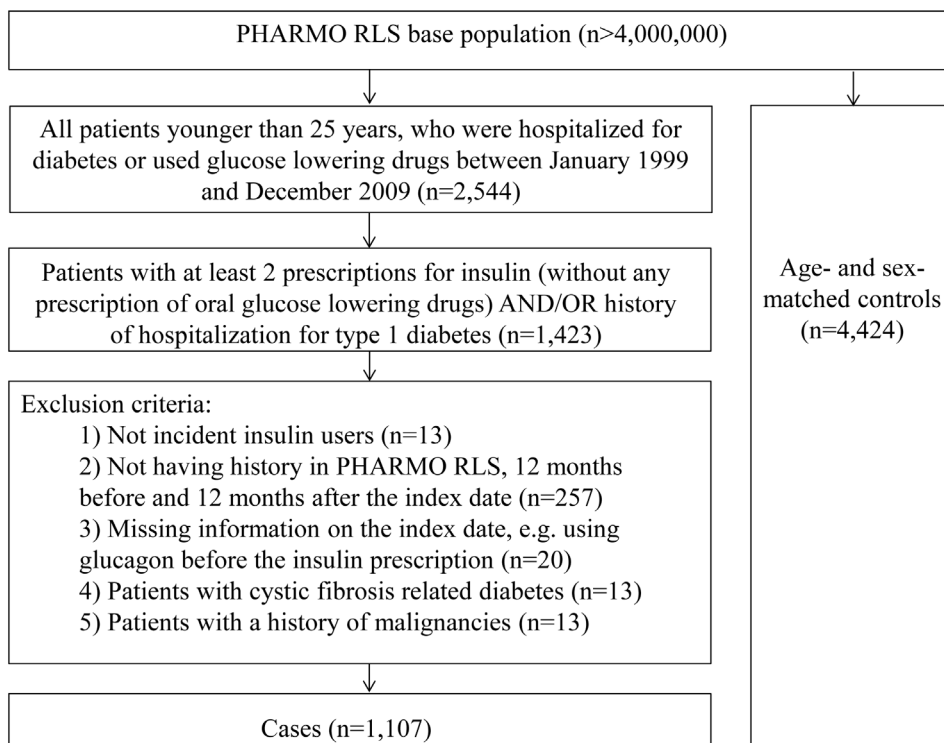 PHARMO RLS base population (n>4,000,000)
All patients younger than 25 years, who were hospitalized for
diabetes or used glucose lowering drugs between January 1999
and December 2009 (n=2,544)
Patients with at least 2 prescriptions for insulin (without any
prescription of oral glucose lowering drugs) AND/OR history
of hospitalization for type 1 diabetes (n=1,423)
Exclusion criteria:
1) Not incident insulin users (n=13)
2) Not having history in PHARMO RLS, 12 months
before and 12 months after the index date (n=257)
3) Missing information on the index date, e.g. using
glucagon before the insulin prescription (n=20)
4) Patients with cystic fibrosis related diabetes (n=13)
5) Patients with a history of malignancies (n=13)
Cases (n=1,107)
Age- and sex-
matched controls
(n=4,424)